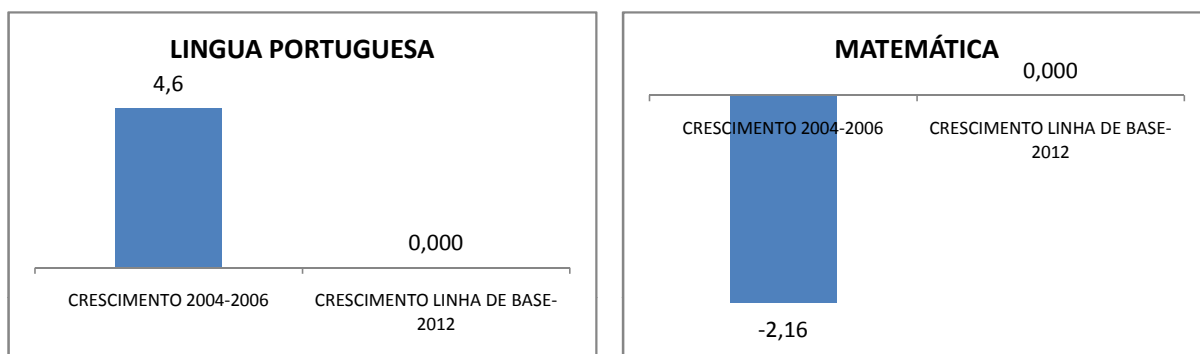 LINGUA PORTUGUESA
4,6
0,000
CRESCIMENTO 2004-2006
CRESCIMENTO LINHA DE BASE-
2012
MATEMÁTICA
0,000
CRESCIMENTO 2004-2006
CRESCIMENTO LINHA DE BASE-
2012
-2,16